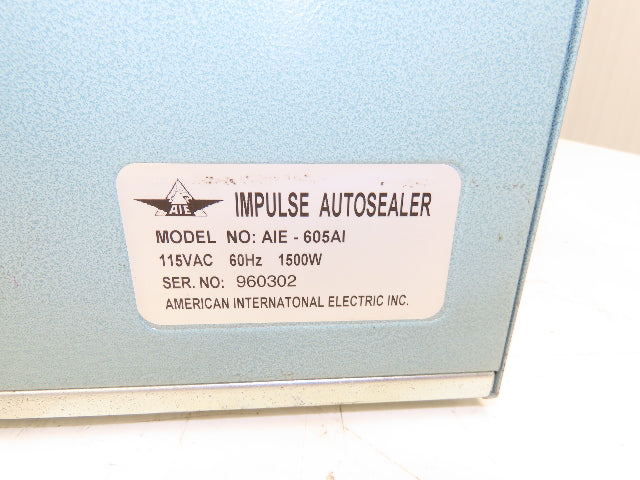 AIE
IMPULSE AUTOSEALER
MODEL NO: AIE - 605AI
115VAC 60Hz 1500W
SER. NO: 960302
AMERICAN INTERNATONAL ELECTRIC INC.